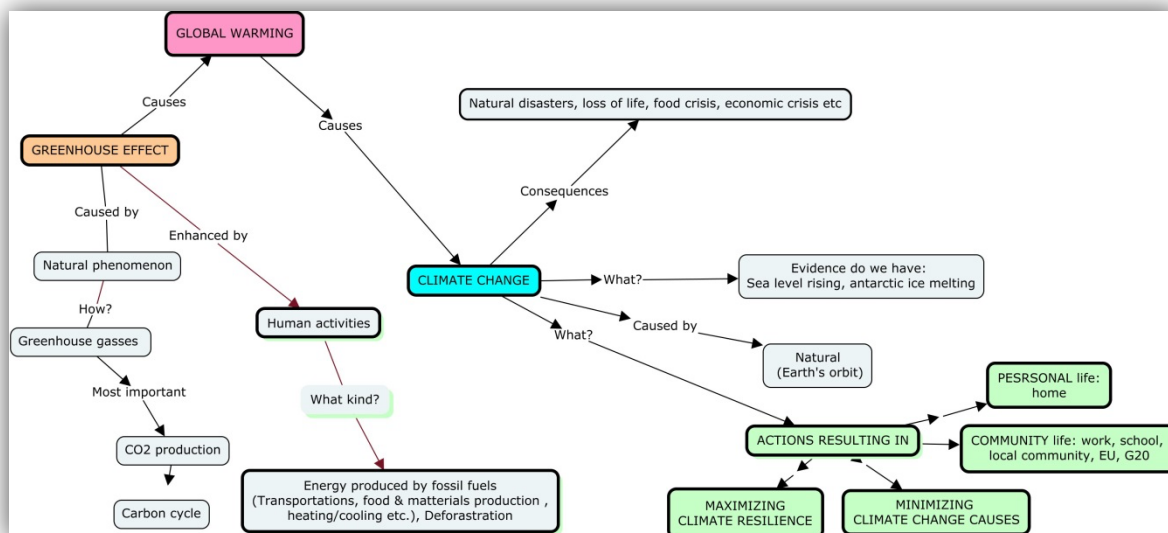 GLOBAL WARMING
Causes
Causes
Natural disasters, loss of life, food crisis, economic crisis etc
GREENHOUSE EFFECT
Consequences
Caused by
Enhanced by
Natural phenomenon
CLIMATE CHANGE
What?
Evidence do we have:
Sea level rising, antarctic ice melting
How?
Human activities
Caused by
What?
Greenhouse gasses
Natural
(Earth's orbit)
Most important
What kind?
PESRSONAL life:
home
ACTIONS RESULTING IN
COMMUNITY life: work, school,
local community, EU, G20
CO2 production
Energy produced by fossil fuels
(Transportations, food & matterials production ,
heating/cooling etc.), Deforastration
MAXIMIZING
CLIMATE RESILIENCE
MINIMIZING
CLIMATE CHANGE CAUSES
Carbon cycle